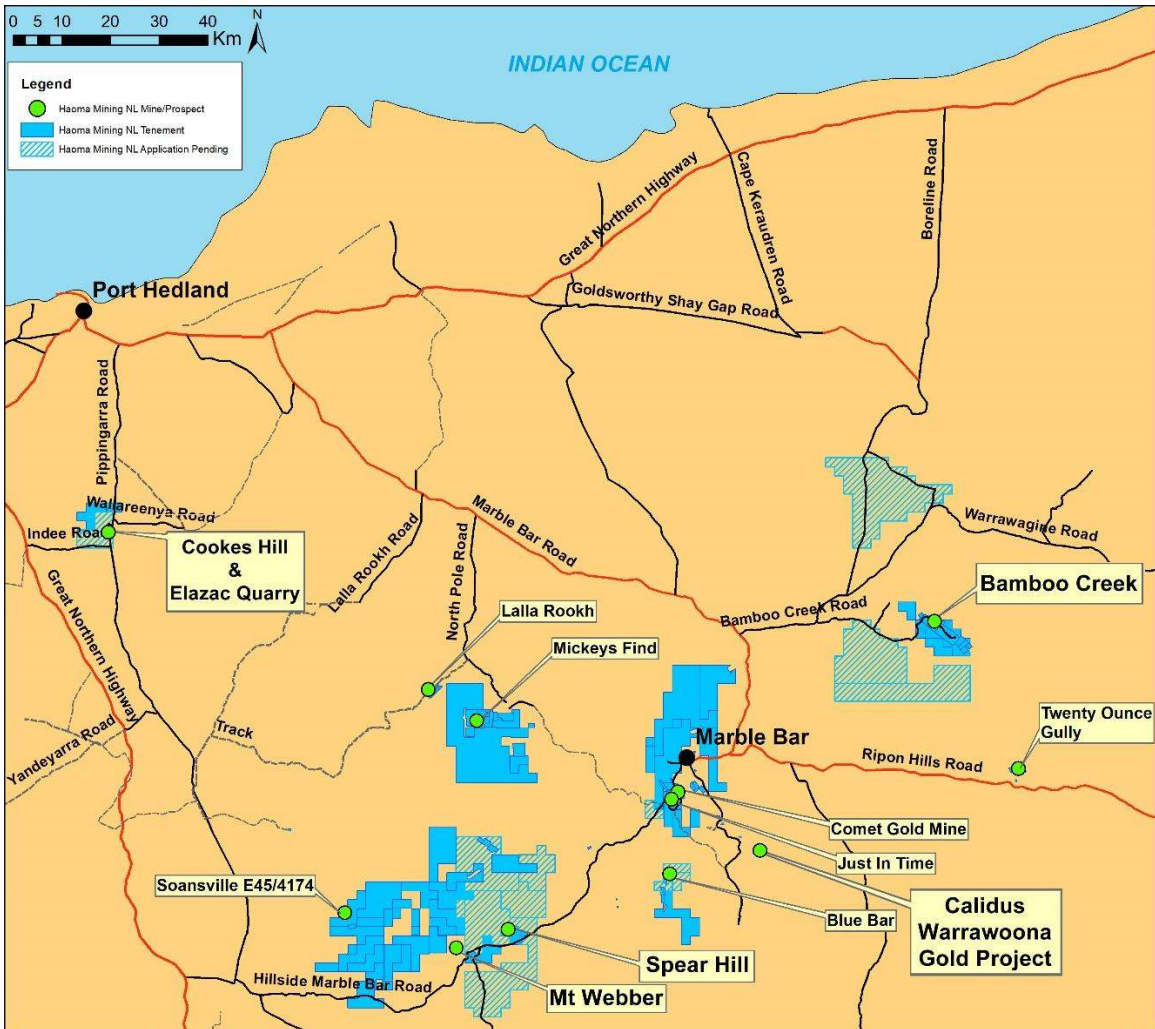 0 5 10 20 30 40
Km
N
INDIAN OCEAN
Legend
Haoma Mining NL Mine/Prospect
Haoma Mining NL Tenement
Haoma Mining NL Application Pending
Great Northern Highway
Cape Keraudren Road
Boreline Road
Port Hedland
Goldsworthy Shay Gap Road
Pippingarra Road
Wallareenya Road
Indee Road
Cookes Hill
&
Elazac Quarry
Great Northern Highway
Lalla Rookh Road
North Pole Road
Marble Bar Road
Warrawagine Road
Bamboo Creek
Bamboo Creek Road
Lalla Rookh
Mickeys Find
Track
Yandeyarra Road
Marble Bar
Twenty Ounce
Gully
Ripon Hills Road
Comet Gold Mine
Just In Time
Soansville E45/4174
Blue Bar
Calidus
Warrawoona
Gold Project
Spear Hill
Mt Webber
Hillside Marble Bar Road